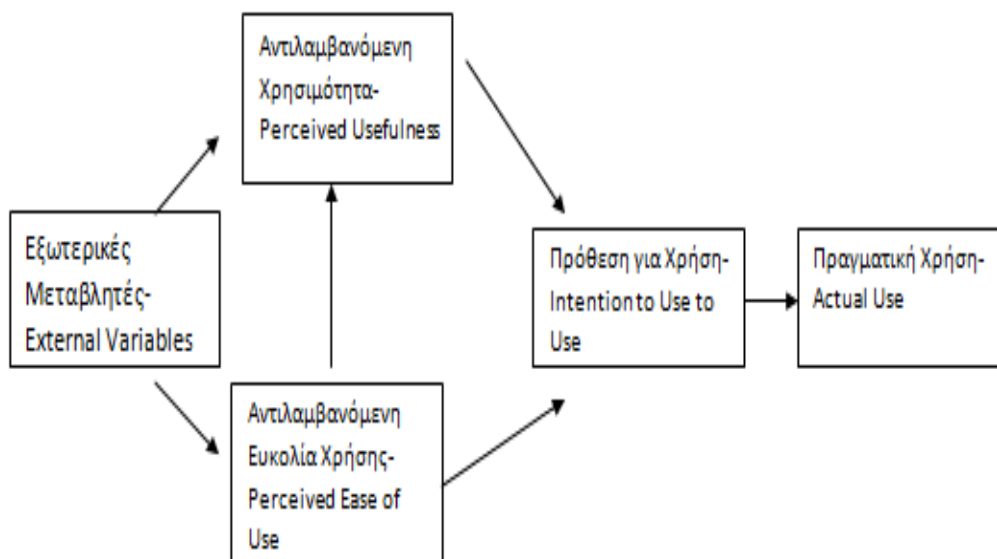 Αντιλαμβανόμενη
Χρησιμότητα-
Perceived Usefulness
Εξωτερικές
Μεταβλητές-
External Variables
Πρόθεση για Χρήση-
Intention to Use to
Use
Πραγματική Χρήση-
Actual Use
Αντιλαμβανόμενη
Ευκολία Χρήσης-
Perceived Ease of
Use